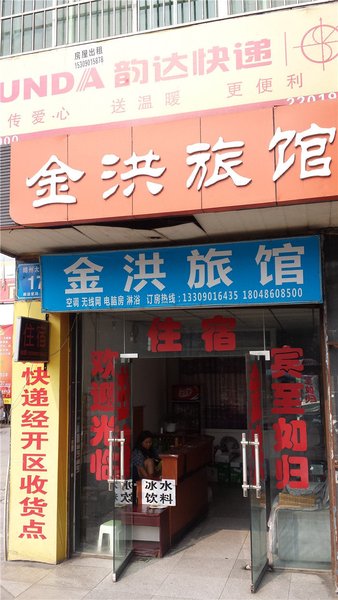 房屋出租
15309015878
UNDA 韵达快递
传爱·心 送温暖 更便利
金洪旅馆
金洪旅馆
空调 无线网 电脑房 淋浴 订房热线:13309016435 18048608500
17
住宿
住宿
欢迎光临
宾至如归
快递经开区收货点
冰水
饮料